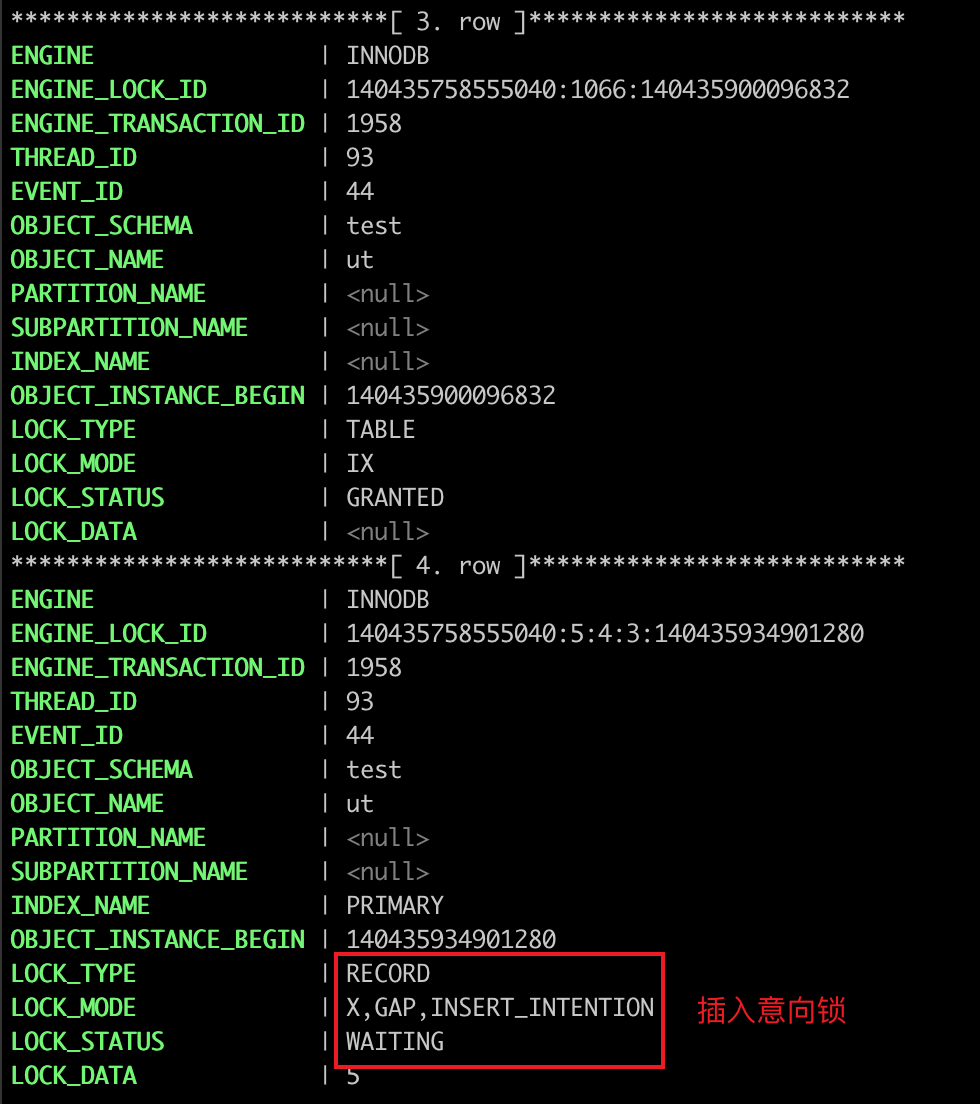 ***************************[ 3. row ]***************************
ENGINE                | INNODB
ENGINE_LOCK_ID        | 140435758555040:1066:140435900096832
ENGINE_TRANSACTION_ID | 1958
THREAD_ID             | 93
EVENT_ID              | 44
OBJECT_SCHEMA         | test
OBJECT_NAME           | ut
PARTITION_NAME        | <null>
SUBPARTITION_NAME     | <null>
INDEX_NAME            | <null>
OBJECT_INSTANCE_BEGIN | 140435900096832
LOCK_TYPE             | TABLE
LOCK_MODE             | IX
LOCK_STATUS           | GRANTED
LOCK_DATA             | <null>
***************************[ 4. row ]***************************
ENGINE                | INNODB
ENGINE_LOCK_ID        | 140435758555040:5:4:3:140435934901280
ENGINE_TRANSACTION_ID | 1958
THREAD_ID             | 93
EVENT_ID              | 44
OBJECT_SCHEMA         | test
OBJECT_NAME           | ut
PARTITION_NAME        | <null>
SUBPARTITION_NAME     | <null>
INDEX_NAME            | PRIMARY
OBJECT_INSTANCE_BEGIN | 140435934901280
LOCK_TYPE             | RECORD
LOCK_MODE             | X,GAP,INSERT_INTENTION 插入意向锁
LOCK_STATUS           | WAITING
LOCK_DATA             | 5